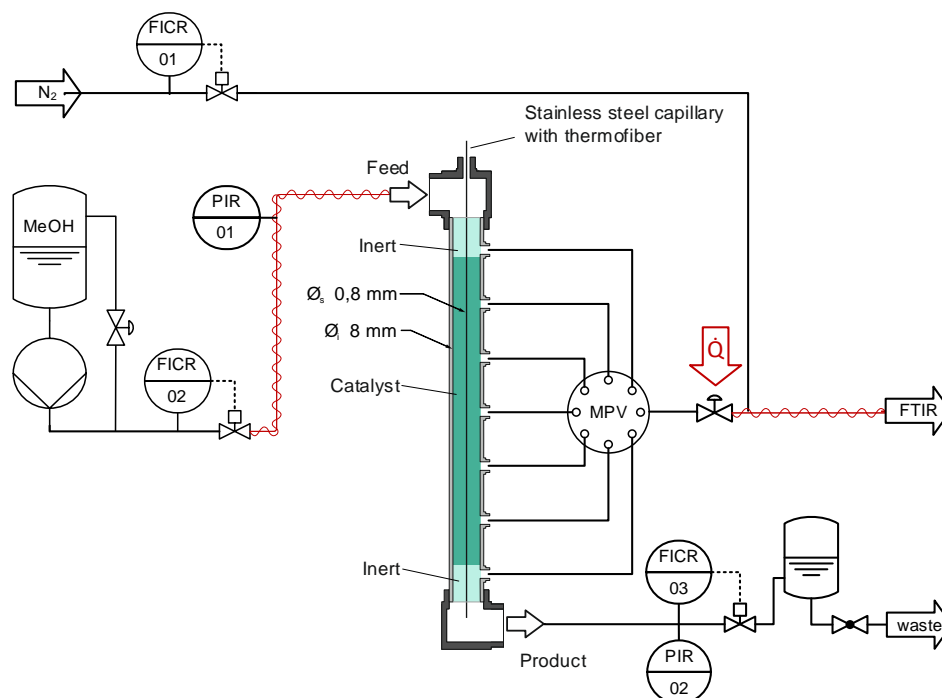 FICR
01
N₂
Stainless steel capillary
with thermofiber
Feed
PIR
01
MeOH
Inert
Øₛ 0,8 mm
Øᵢ 8 mm
Q̇
FICR
02
Catalyst
MPV
FTIR
Inert
FICR
03
waste
Product
PIR
02